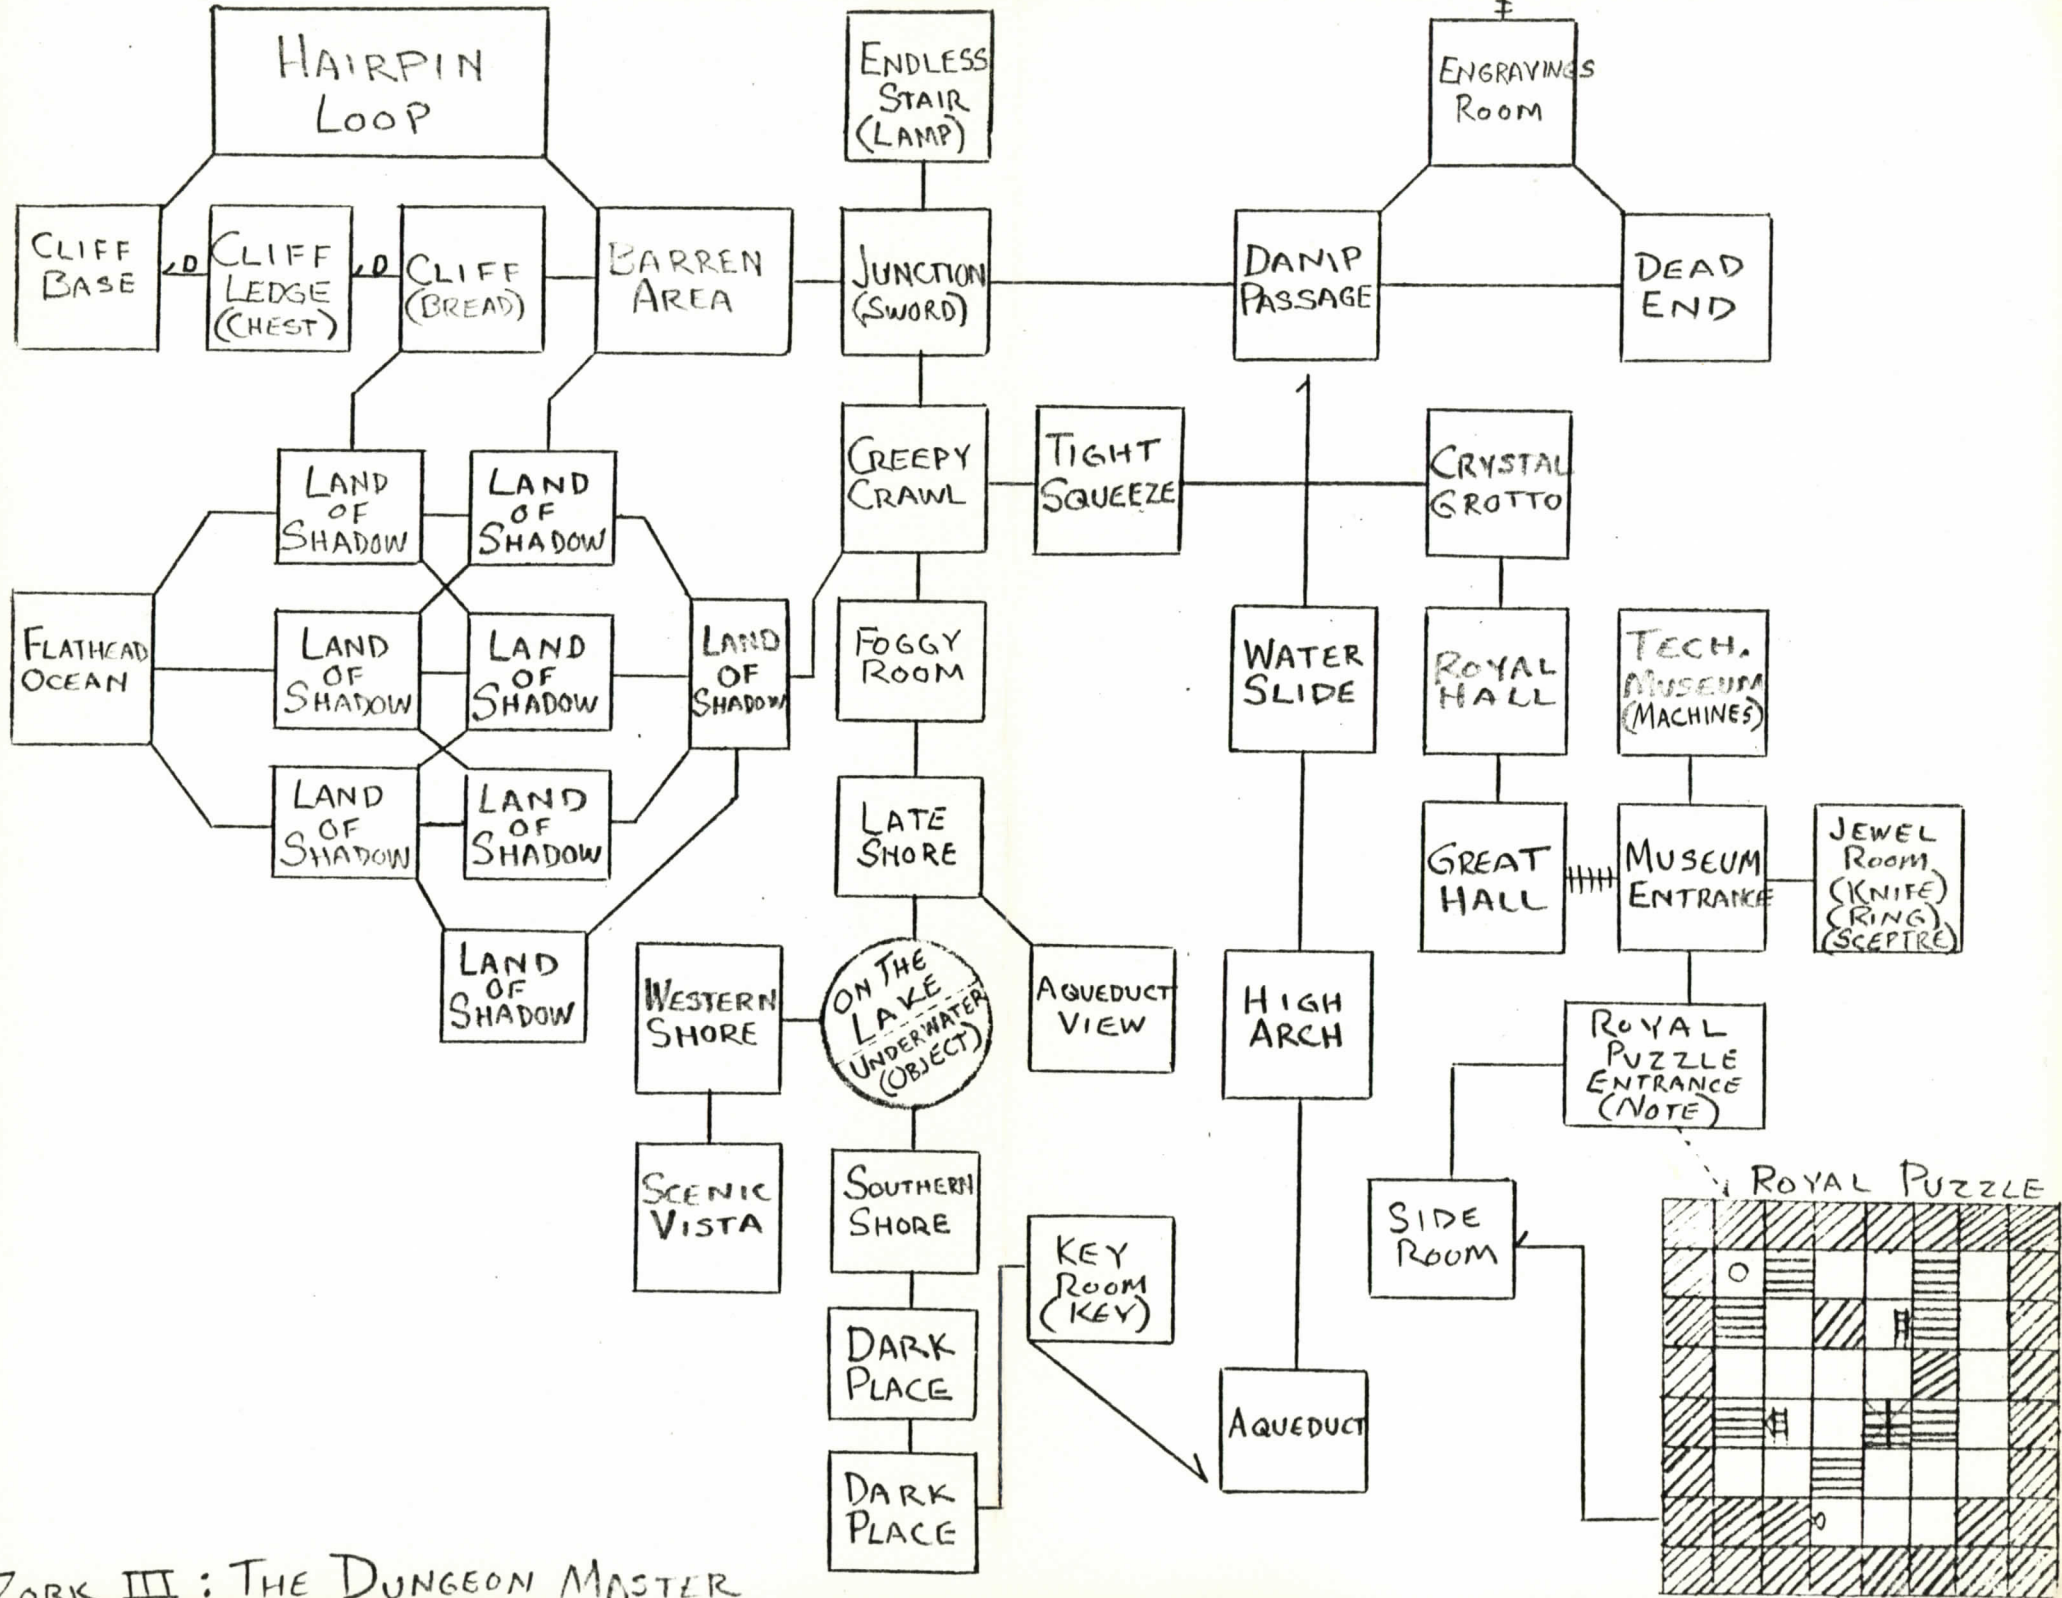 HAIRPIN
LOOP
ENDLESS
STAIR
(LAMP)
ENGRAVINGS
ROOM
CLIFF
BASE
D
CLIFF
LEDGE
(CHEST)
D
CLIFF
(BREAD)
BARREN
AREA
JUNCTION
(SWORD)
DAMP
PASSAGE
DEAD
END
LAND
OF
SHADOW
LAND
OF
SHADOW
CREEPY
CRAWL
TIGHT
SQUEEZE
CRYSTAL
GROTTO
FLATHEAD
OCEAN
LAND
OF
SHADOW
LAND
OF
SHADOW
LAND
OF
SHADOW
FOGGY
ROOM
WATER
SLIDE
ROYAL
HALL
TECH.
MUSEUM
(MACHINES)
LAND
OF
SHADOW
LAND
OF
SHADOW
LATE
SHORE
GREAT
HALL
MUSEUM
ENTRANCE
JEWEL
ROOM
(KNIFE)
(RING)
(SCEPTRE)
LAND
OF
SHADOW
WESTERN
SHORE
ON THE
LAKE
UNDERWATER
(OBJECT)
AQUEDUCT
VIEW
HIGH
ARCH
ROYAL
PUZZLE
ENTRANCE
(NOTE)
SCENIC
VISTA
SOUTHERN
SHORE
KEY
ROOM
(KEY)
SIDE
ROOM
ROYAL PUZZLE
DARK
PLACE
AQUEDUCT
DARK
PLACE
ZORK III : THE DUNGEON MASTER